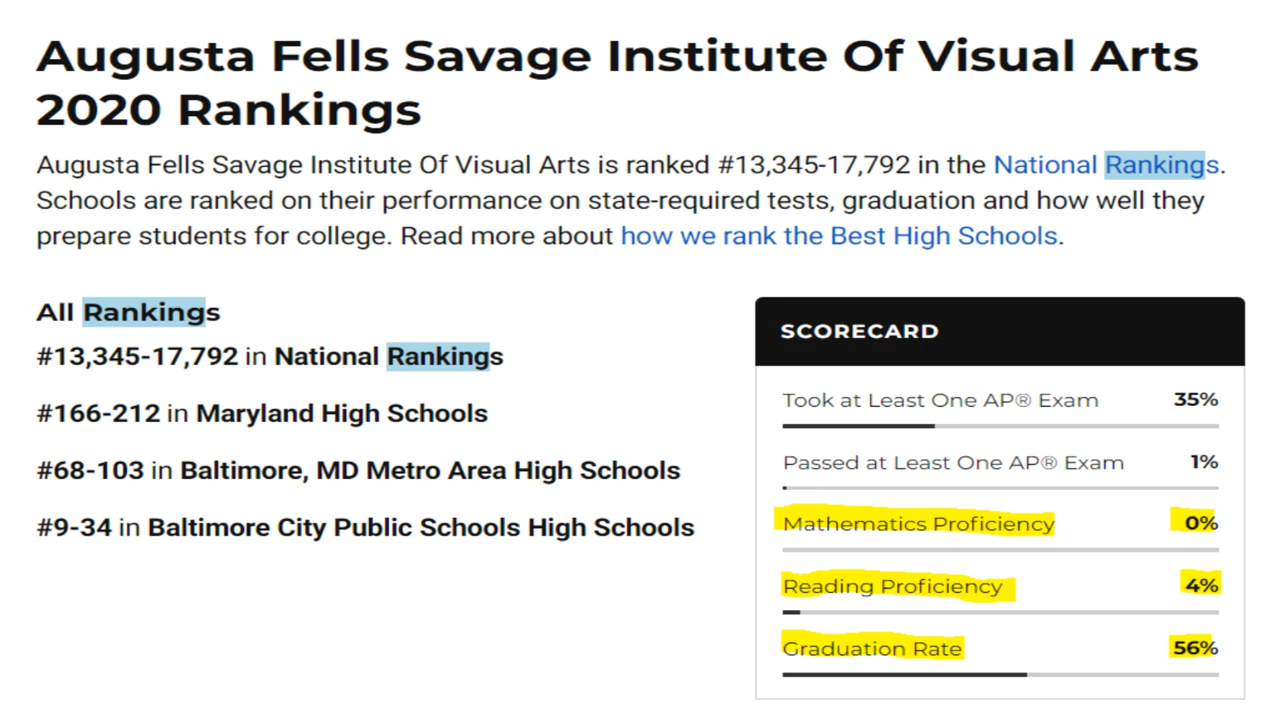 Augusta Fells Savage Institute Of Visual Arts
2020 Rankings
Augusta Fells Savage Institute Of Visual Arts is ranked #13,345-17,792 in the National Rankings.
Schools are ranked on their performance on state-required tests, graduation and how well they
prepare students for college. Read more about how we rank the Best High Schools.
All Rankings
#13,345-17,792 in National Rankings
#166-212 in Maryland High Schools
#68-103 in Baltimore, MD Metro Area High Schools
#9-34 in Baltimore City Public Schools High Schools
SCORECARD
Took at Least One AP® Exam 35%
Passed at Least One AP® Exam 1%
Mathematics Proficiency 0%
Reading Proficiency 4%
Graduation Rate 56%